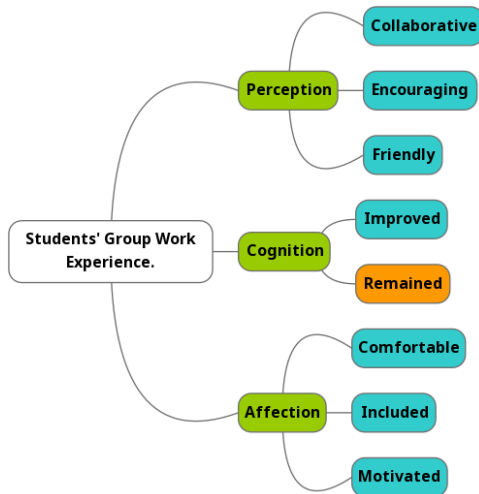 Students' Group Work
Experience.
Perception
Collaborative
Encouraging
Friendly
Cognition
Improved
Remained
Affection
Comfortable
Included
Motivated